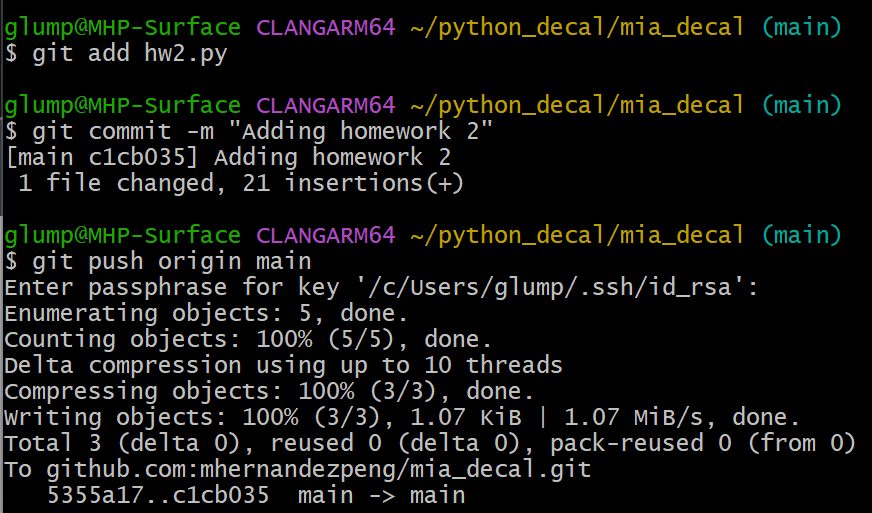 glump@MHP-Surface CLANGARM64 ~/python_decal/mia_decal (main)
$ git add hw2.py
glump@MHP-Surface CLANGARM64 ~/python_decal/mia_decal (main)
$ git commit -m "Adding homework 2"
[main c1cb035] Adding homework 2
 1 file changed, 21 insertions(+)
glump@MHP-Surface CLANGARM64 ~/python_decal/mia_decal (main)
$ git push origin main
Enter passphrase for key '/c/Users/glump/.ssh/id_rsa':
Enumerating objects: 5, done.
Counting objects: 100% (5/5), done.
Delta compression using up to 10 threads
Compressing objects: 100% (3/3), done.
Writing objects: 100% (3/3), 1.07 KiB | 1.07 MiB/s, done.
Total 3 (delta 0), reused 0 (delta 0), pack-reused 0 (from 0)
To github.com:mhernandezpeng/mia_decal.git
   5355a17..c1cb035  main -> main